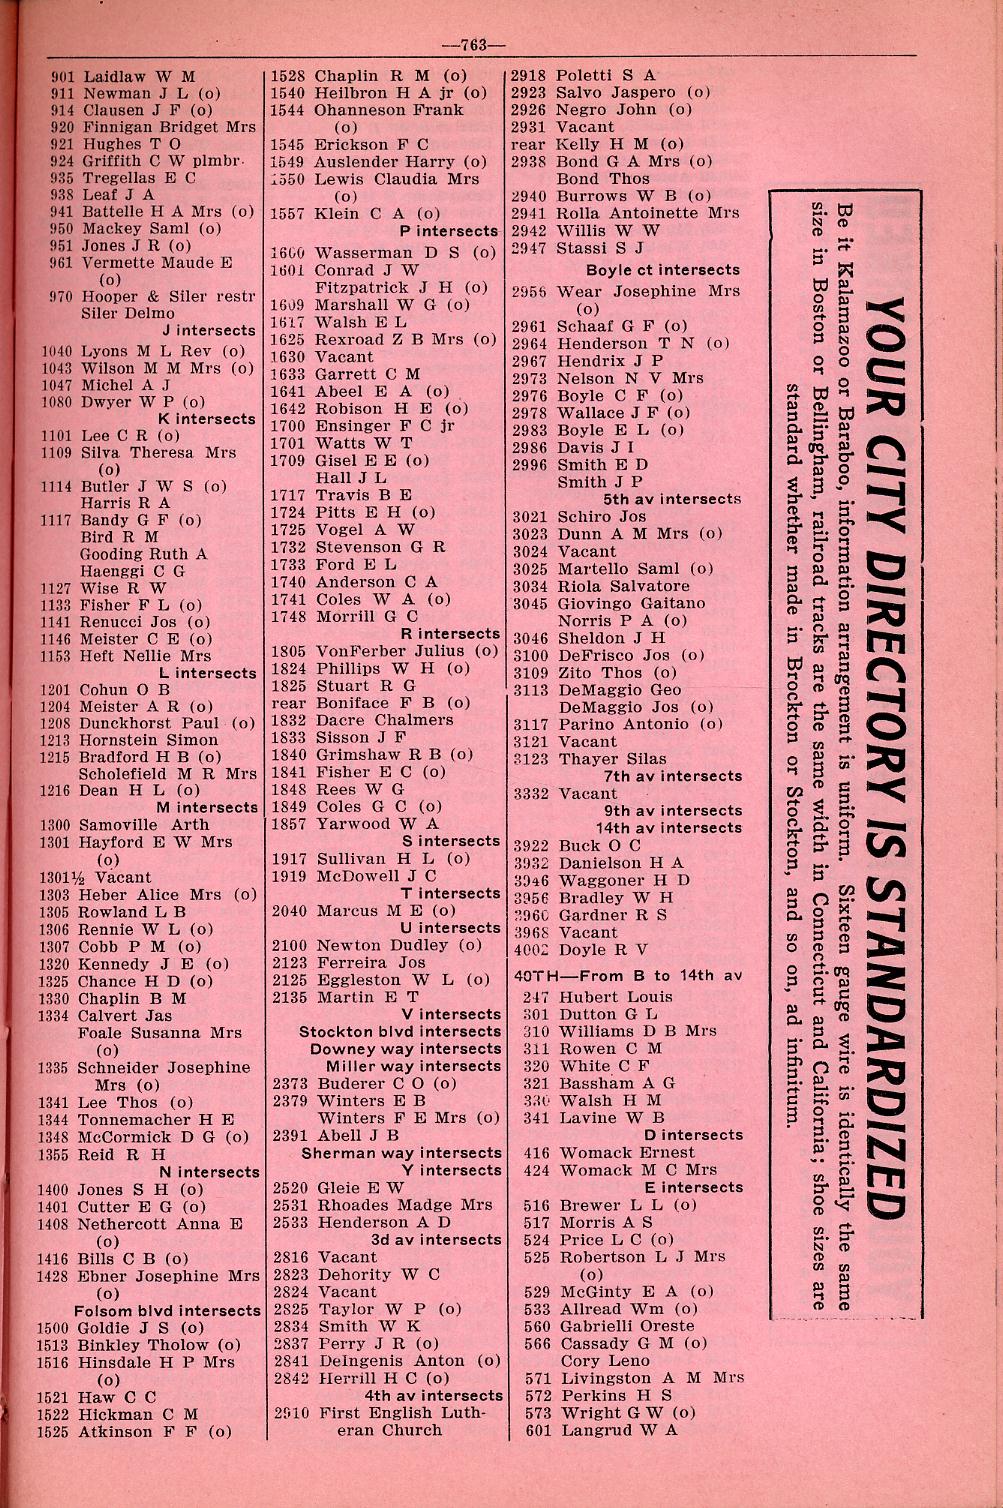 —763—
901 Laidlaw W M
911 Newman J L (o)
914 Clausen J F (o)
920 Finnigan Bridget Mrs
921 Hughes T O
924 Griffith C W plmbr
935 Tregellas E C
938 Leaf J A
941 Battelle H A Mrs (o)
950 Mackey Saml (o)
951 Jones J R (o)
961 Vermette Maude E
(o)
970 Hooper & Siler restr
Siler Delmo
J intersects
1040 Lyons M L Rev (o)
1043 Wilson M M Mrs (o)
1047 Michel A J
1080 Dwyer W P (o)
K intersects
1101 Lee C R (o)
1109 Silva Theresa Mrs
(o)
1114 Butler J W S (o)
Harris R A
1117 Bandy G F (o)
Bird R M
Gooding Ruth A
Haenggi C G
1127 Wise R W
1133 Fisher F L (o)
1141 Renucci Jos (o)
1146 Meister C E (o)
1153 Heft Nellie Mrs
L intersects
1201 Cohun O B
1204 Meister A R (o)
1208 Dunckhorst Paul (o)
1213 Hornstein Simon
1215 Bradford H B (o)
Scholefield M R Mrs
1216 Dean H L (o)
M intersects
1300 Samoville Arth
1301 Hayford E W Mrs
(o)
1301½ Vacant
1303 Heber Alice Mrs (o)
1305 Rowland L B
1306 Rennie W L (o)
1307 Cobb P M (o)
1320 Kennedy J E (o)
1325 Chance H D (o)
1330 Chaplin B M
1334 Calvert Jas
Foale Susanna Mrs
(o)
1335 Schneider Josephine
Mrs (o)
1341 Lee Thos (o)
1344 Tonnemacher H E
1348 McCormick D G (o)
1355 Reid R H
N intersects
1400 Jones S H (o)
1401 Cutter E G (o)
1408 Nethercott Anna E
(o)
1416 Bills C B (o)
1428 Ebner Josephine Mrs
(o)
Folsom blvd intersects
1500 Goldie J S (o)
1513 Binkley Tholow (o)
1516 Hinsdale H P Mrs
(o)
1521 Haw C C
1522 Hickman C M
1525 Atkinson F F (o)
1528 Chaplin R M (o)
1540 Heilbron H A jr (o)
1544 Ohanneson Frank
(o)
1545 Erickson F C
1549 Auslender Harry (o)
1550 Lewis Claudia Mrs
(o)
1557 Klein C A (o)
P intersects
1600 Wasserman D S (o)
1601 Conrad J W
Fitzpatrick J H (o)
1609 Marshall W G (o)
1617 Walsh E L
1625 Rexroad Z B Mrs (o)
1630 Vacant
1633 Garrett C M
1641 Abeel E A (o)
1642 Robison H E (o)
1700 Ensinger F C jr
1701 Watts W T
1709 Gisel E E (o)
Hall J L
1717 Travis B E
1724 Pitts E H (o)
1725 Vogel A W
1732 Stevenson G R
1733 Ford E L
1740 Anderson C A
1741 Coles W A (o)
1748 Morrill G C
R intersects
1805 VonFerber Julius (o)
1824 Phillips W H (o)
1825 Stuart R G
rear Boniface F B (o)
1832 Dacre Chalmers
1833 Sisson J F
1840 Grimshaw R B (o)
1841 Fisher E C (o)
1848 Rees W G
1849 Coles G C (o)
1857 Yarwood W A
S intersects
1917 Sullivan H L (o)
1919 McDowell J C
T intersects
2040 Marcus M E (o)
U intersects
2100 Newton Dudley (o)
2123 Ferreira Jos
2125 Eggleston W L (o)
2135 Martin E T
V intersects
Stockton blvd intersects
Downey way intersects
Miller way intersects
2373 Buderer C O (o)
2379 Winters E B
Winters F E Mrs (o)
2391 Abell J B
Sherman way intersects
Y intersects
2520 Gleie E W
2531 Rhoades Madge Mrs
2533 Henderson A D
3d av intersects
2816 Vacant
2823 Dehority W C
2824 Vacant
2825 Taylor W P (o)
2834 Smith W K
2837 Perry J R (o)
2841 DeIngenis Anton (o)
2842 Herrill H C (o)
4th av intersects
2910 First English Luth-
eran Church
2918 Poletti S A
2923 Salvo Jaspero (o)
2926 Negro John (o)
2931 Vacant
rear Kelly H M (o)
2938 Bond G A Mrs (o)
Bond Thos
2940 Burrows W B (o)
2941 Rolla Antoinette Mrs
2942 Willis W W
2947 Stassi S J
Boyle ct intersects
2956 Wear Josephine Mrs
(o)
2961 Schaaf G F (o)
2964 Henderson T N (o)
2967 Hendrix J P
2973 Nelson N V Mrs
2976 Boyle C F (o)
2978 Wallace J F (o)
2983 Boyle E L (o)
2986 Davis J I
2996 Smith E D
Smith J P
5th av intersects
3021 Schiro Jos
3023 Dunn A M Mrs (o)
3024 Vacant
3025 Martello Saml (o)
3034 Riola Salvatore
3045 Giovingo Gaitano
Norris P A (o)
3046 Sheldon J H
3100 DeFrisco Jos (o)
3109 Zito Thos (o)
3113 DeMaggio Geo
DeMaggio Jos (o)
3117 Parino Antonio (o)
3121 Vacant
3123 Thayer Silas
7th av intersects
3332 Vacant
9th av intersects
14th av intersects
3922 Buck O C
3932 Danielson H A
3946 Waggoner H D
3956 Bradley W H
3960 Gardner R S
3968 Vacant
4002 Doyle R V
40TH—From B to 14th av
247 Hubert Louis
301 Dutton G L
310 Williams D B Mrs
311 Rowen C M
320 White C F
321 Bassham A G
330 Walsh H M
341 Lavine W B
D intersects
416 Womack Ernest
424 Womack M C Mrs
E intersects
516 Brewer L L (o)
517 Morris A S
524 Price L C (o)
525 Robertson L J Mrs
(o)
529 McGinty E A (o)
533 Allread Wm (o)
560 Gabrielli Oreste
566 Cassady G M (o)
Cory Leno
571 Livingston A M Mrs
572 Perkins H S
573 Wright G W (o)
601 Langrud W A
YOUR CITY DIRECTORY IS STANDARDIZED
Be it Kalamazoo or Baraboo, information arrangement is uniform. Sixteen gauge wire is identically the same
size in Boston or Bellingham, railroad tracks are the same width in Connecticut and California; shoe sizes are
standard whether made in Brockton or Stockton, and so on, ad infinitum.